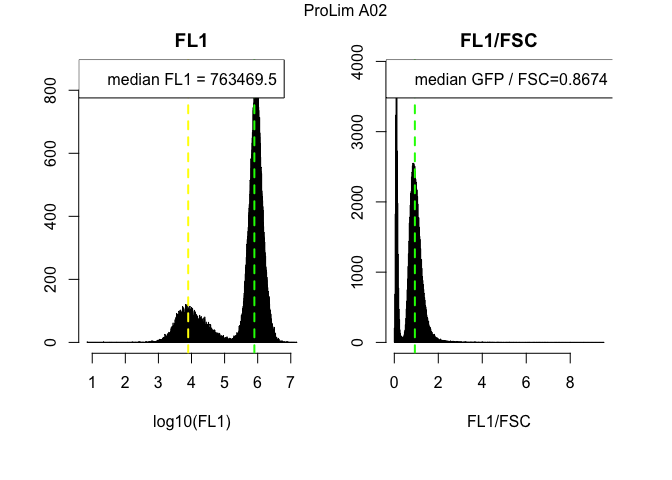 ProLim A02
FL1
median FL1 = 763469.5
0 200 400 600 800
1 2 3 4 5 6 7
log10(FL1)
FL1/FSC
median GFP / FSC=0.8674
0 1000 2000 3000 4000
0 2 4 6 8
FL1/FSC